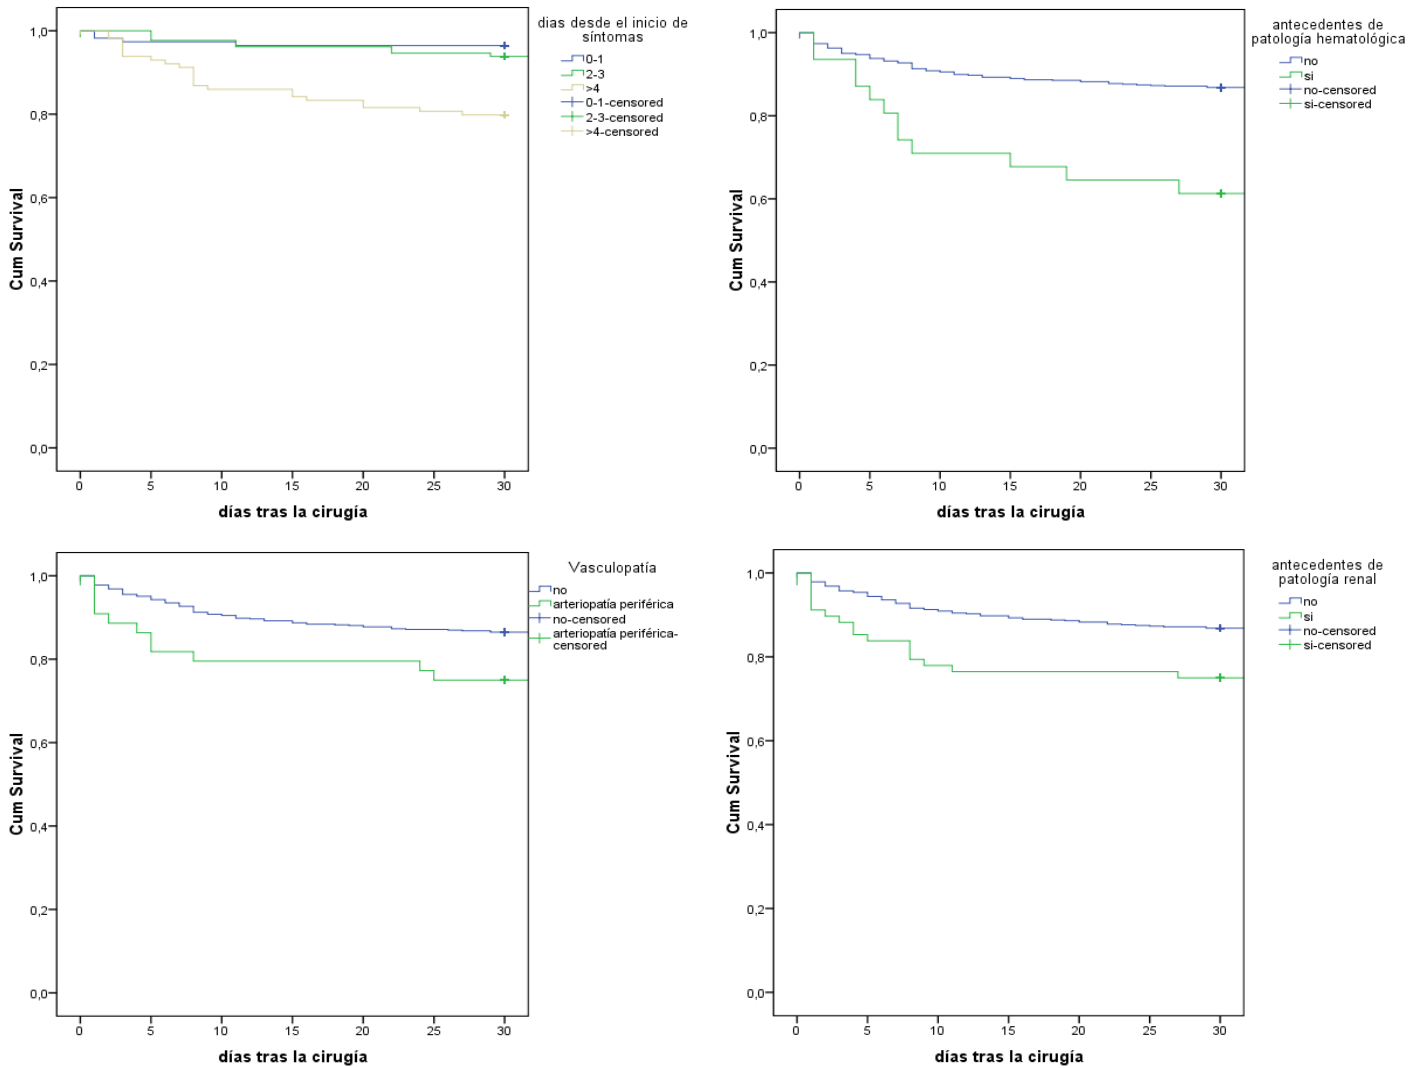 dias desde el inicio de
síntomas
0-1
2-3
>4
0-1-censored
2-3-censored
>4-censored
1,0
0,8
0,6
0,4
0,2
0,0
Cum Survival
0 5 10 15 20 25 30
días tras la cirugía
antecedentes de
patología hematológica
no
si
no-censored
si-censored
1,0
0,8
0,6
0,4
0,2
0,0
Cum Survival
0 5 10 15 20 25 30
días tras la cirugía
Vasculopatía
no
arteriopatía periférica
no-censored
arteriopatía periférica-
censored
1,0
0,8
0,6
0,4
0,2
0,0
Cum Survival
0 5 10 15 20 25 30
días tras la cirugía
antecedentes de
patología renal
no
si
no-censored
si-censored
1,0
0,8
0,6
0,4
0,2
0,0
Cum Survival
0 5 10 15 20 25 30
días tras la cirugía